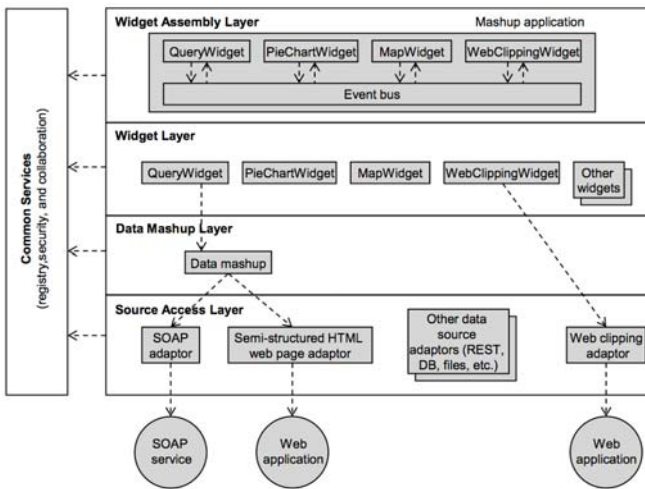 Widget Assembly Layer
Mashup application
QueryWidget
PieChartWidget
MapWidget
WebClippingWidget
Event bus
Widget Layer
QueryWidget
PieChartWidget
MapWidget
WebClippingWidget
Other
widgets
Common Services
(registry,security, and collaboration)
Data Mashup Layer
Data mashup
Source Access Layer
SOAP
adaptor
Semi-structured HTML
web page adaptor
Other data
source
adaptors (REST,
DB, files, etc.)
Web clipping
adaptor
SOAP
service
Web
application
Web
application